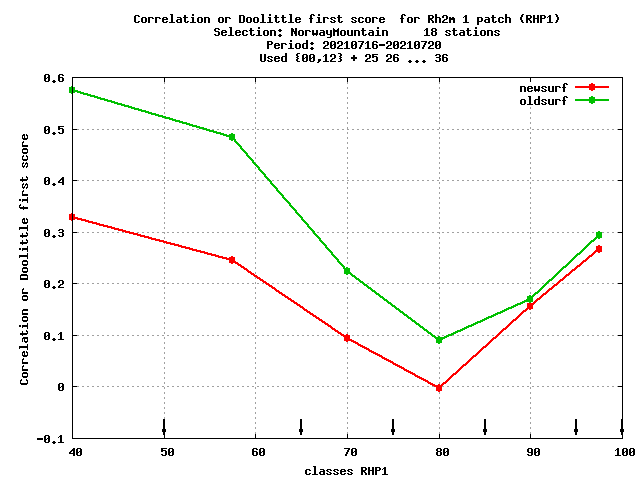 Correlation or Doolittle first score  for Rh2m 1 patch (RHP1)
Selection: NorwayMountain     18 stations
Period: 20210716-20210720
Used {00,12} + 25 26 ... 36
newsurf
oldsurf
Correlation or Doolittle first score
0.6
0.5
0.4
0.3
0.2
0.1
0
-0.1
40 50 60 70 80 90 100
classes RHP1